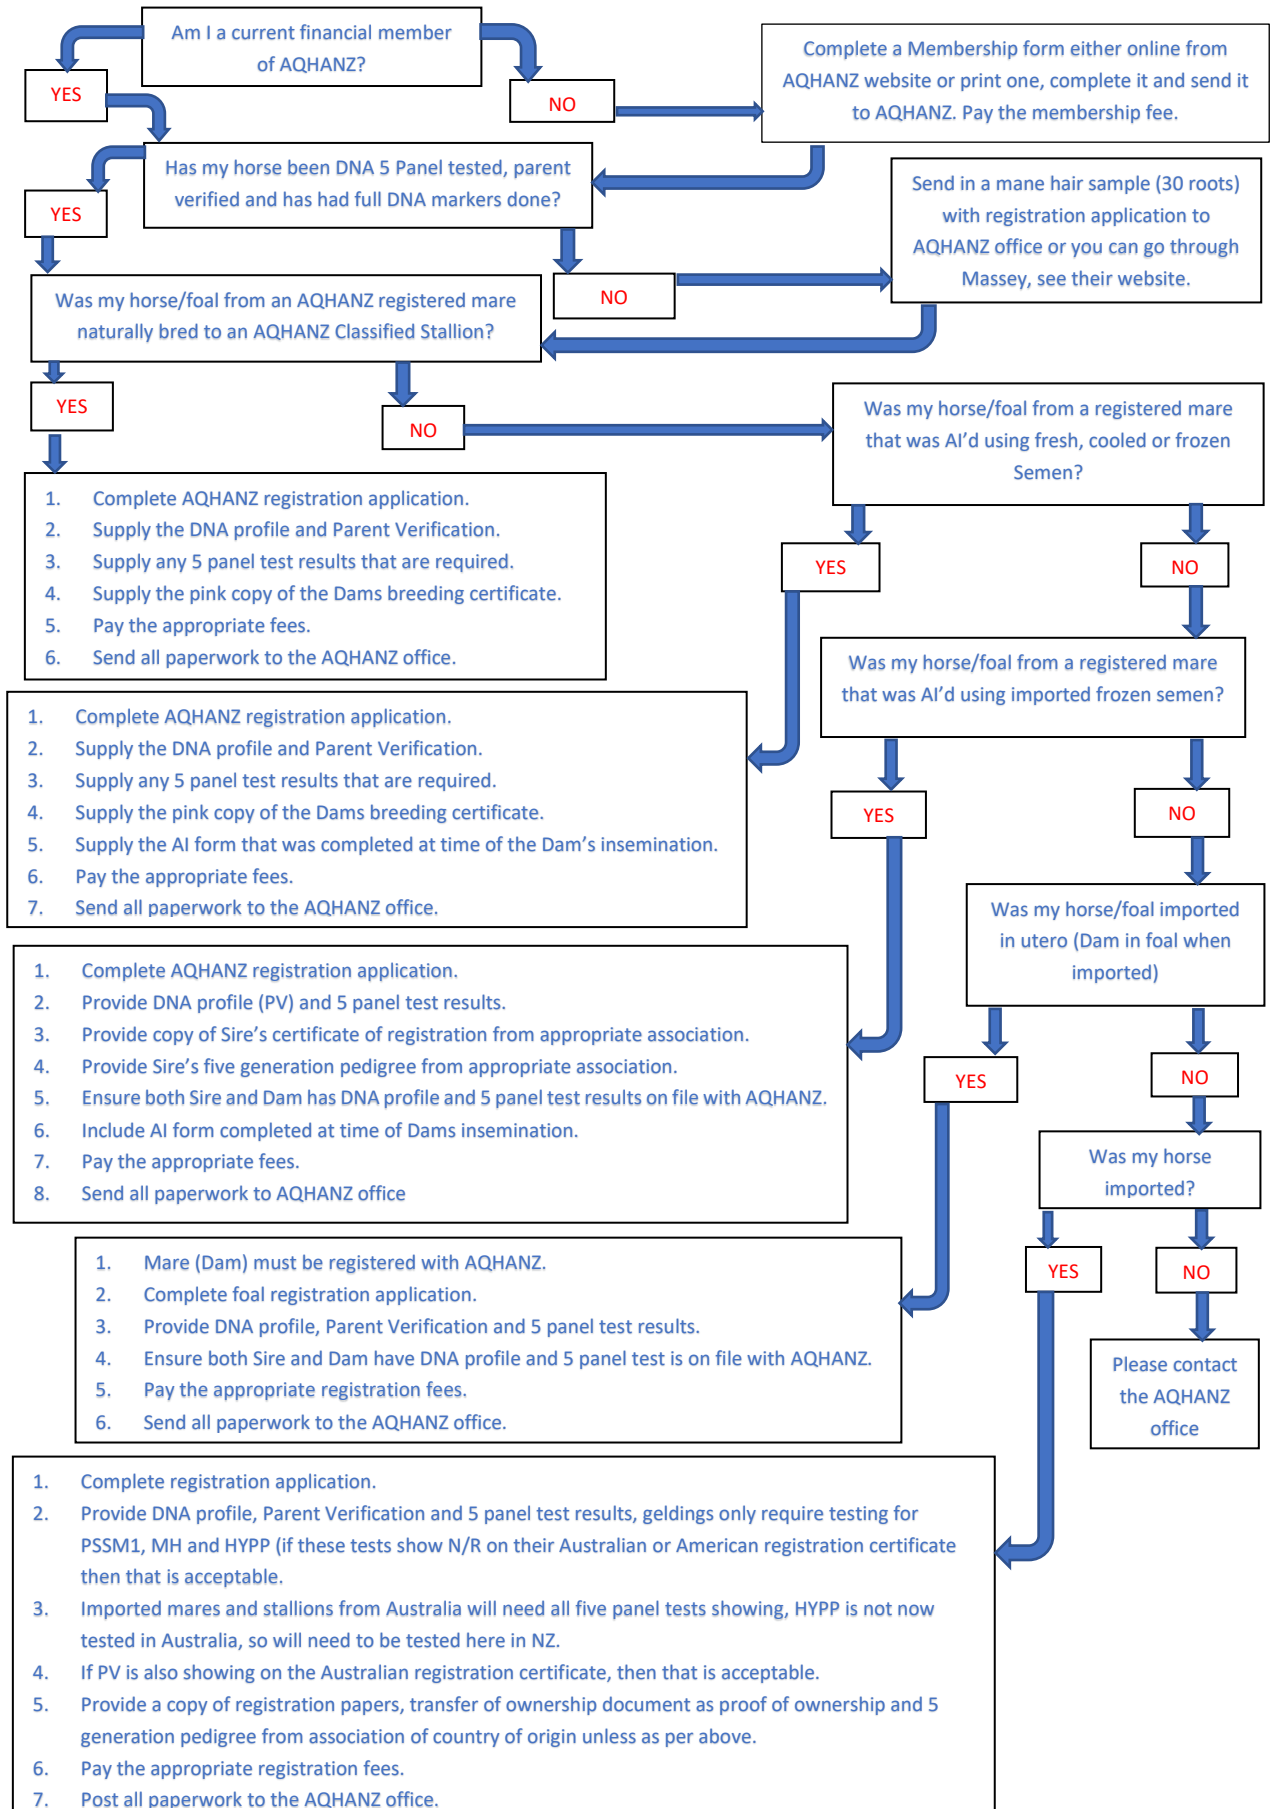 Am I a current financial member
of AQHANZ?
YES
NO
Complete a Membership form either online from
AQHANZ website or print one, complete it and send it
to AQHANZ. Pay the membership fee.
Has my horse been DNA 5 Panel tested, parent
verified and has had full DNA markers done?
YES
NO
Send in a mane hair sample (30 roots)
with registration application to
AQHANZ office or you can go through
Massey, see their website.
Was my horse/foal from an AQHANZ registered mare
naturally bred to an AQHANZ Classified Stallion?
YES
NO
Was my horse/foal from a registered mare
that was AI’d using fresh, cooled or frozen
Semen?
YES
NO
1. Complete AQHANZ registration application.
2. Supply the DNA profile and Parent Verification.
3. Supply any 5 panel test results that are required.
4. Supply the pink copy of the Dams breeding certificate.
5. Pay the appropriate fees.
6. Send all paperwork to the AQHANZ office.
Was my horse/foal from a registered mare
that was AI’d using imported frozen semen?
YES
NO
1. Complete AQHANZ registration application.
2. Supply the DNA profile and Parent Verification.
3. Supply any 5 panel test results that are required.
4. Supply the pink copy of the Dams breeding certificate.
5. Supply the AI form that was completed at time of the Dam’s insemination.
6. Pay the appropriate fees.
7. Send all paperwork to the AQHANZ office.
Was my horse/foal imported
in utero (Dam in foal when
imported)
YES
NO
1. Complete AQHANZ registration application.
2. Provide DNA profile (PV) and 5 panel test results.
3. Provide copy of Sire’s certificate of registration from appropriate association.
4. Provide Sire’s five generation pedigree from appropriate association.
5. Ensure both Sire and Dam has DNA profile and 5 panel test results on file with AQHANZ.
6. Include AI form completed at time of Dams insemination.
7. Pay the appropriate fees.
8. Send all paperwork to AQHANZ office
Was my horse
imported?
YES
NO
1. Mare (Dam) must be registered with AQHANZ.
2. Complete foal registration application.
3. Provide DNA profile, Parent Verification and 5 panel test results.
4. Ensure both Sire and Dam have DNA profile and 5 panel test is on file with AQHANZ.
5. Pay the appropriate registration fees.
6. Send all paperwork to the AQHANZ office.
Please contact
the AQHANZ
office
1. Complete registration application.
2. Provide DNA profile, Parent Verification and 5 panel test results, geldings only require testing for
PSSM1, MH and HYPP (if these tests show N/R on their Australian or American registration certificate
then that is acceptable.
3. Imported mares and stallions from Australia will need all five panel tests showing, HYPP is not now
tested in Australia, so will need to be tested here in NZ.
4. If PV is also showing on the Australian registration certificate, then that is acceptable.
5. Provide a copy of registration papers, transfer of ownership document as proof of ownership and 5
generation pedigree from association of country of origin unless as per above.
6. Pay the appropriate registration fees.
7. Post all paperwork to the AQHANZ office.